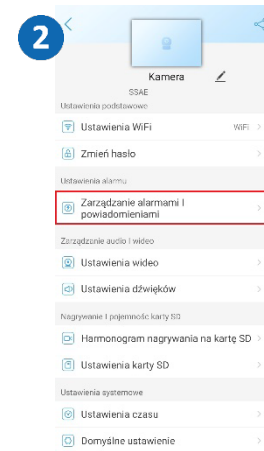 2
Kamera
SSAE
Ustawienia podstawowe
Ustawienia WiFi WiFi
Zmień hasło
Ustawienia alarmu
Zarządzanie alarmami I
powiadomieniami
Zarządzanie audio I wideo
Ustawienia wideo
Ustawienia dźwięków
Nagrywanie I pojemnośc karty SD
Harmonogram nagrywania na kartę SD
Ustawienia karty SD
Ustawienia systemowe
Ustawienia czasu
Domyślne ustawienie